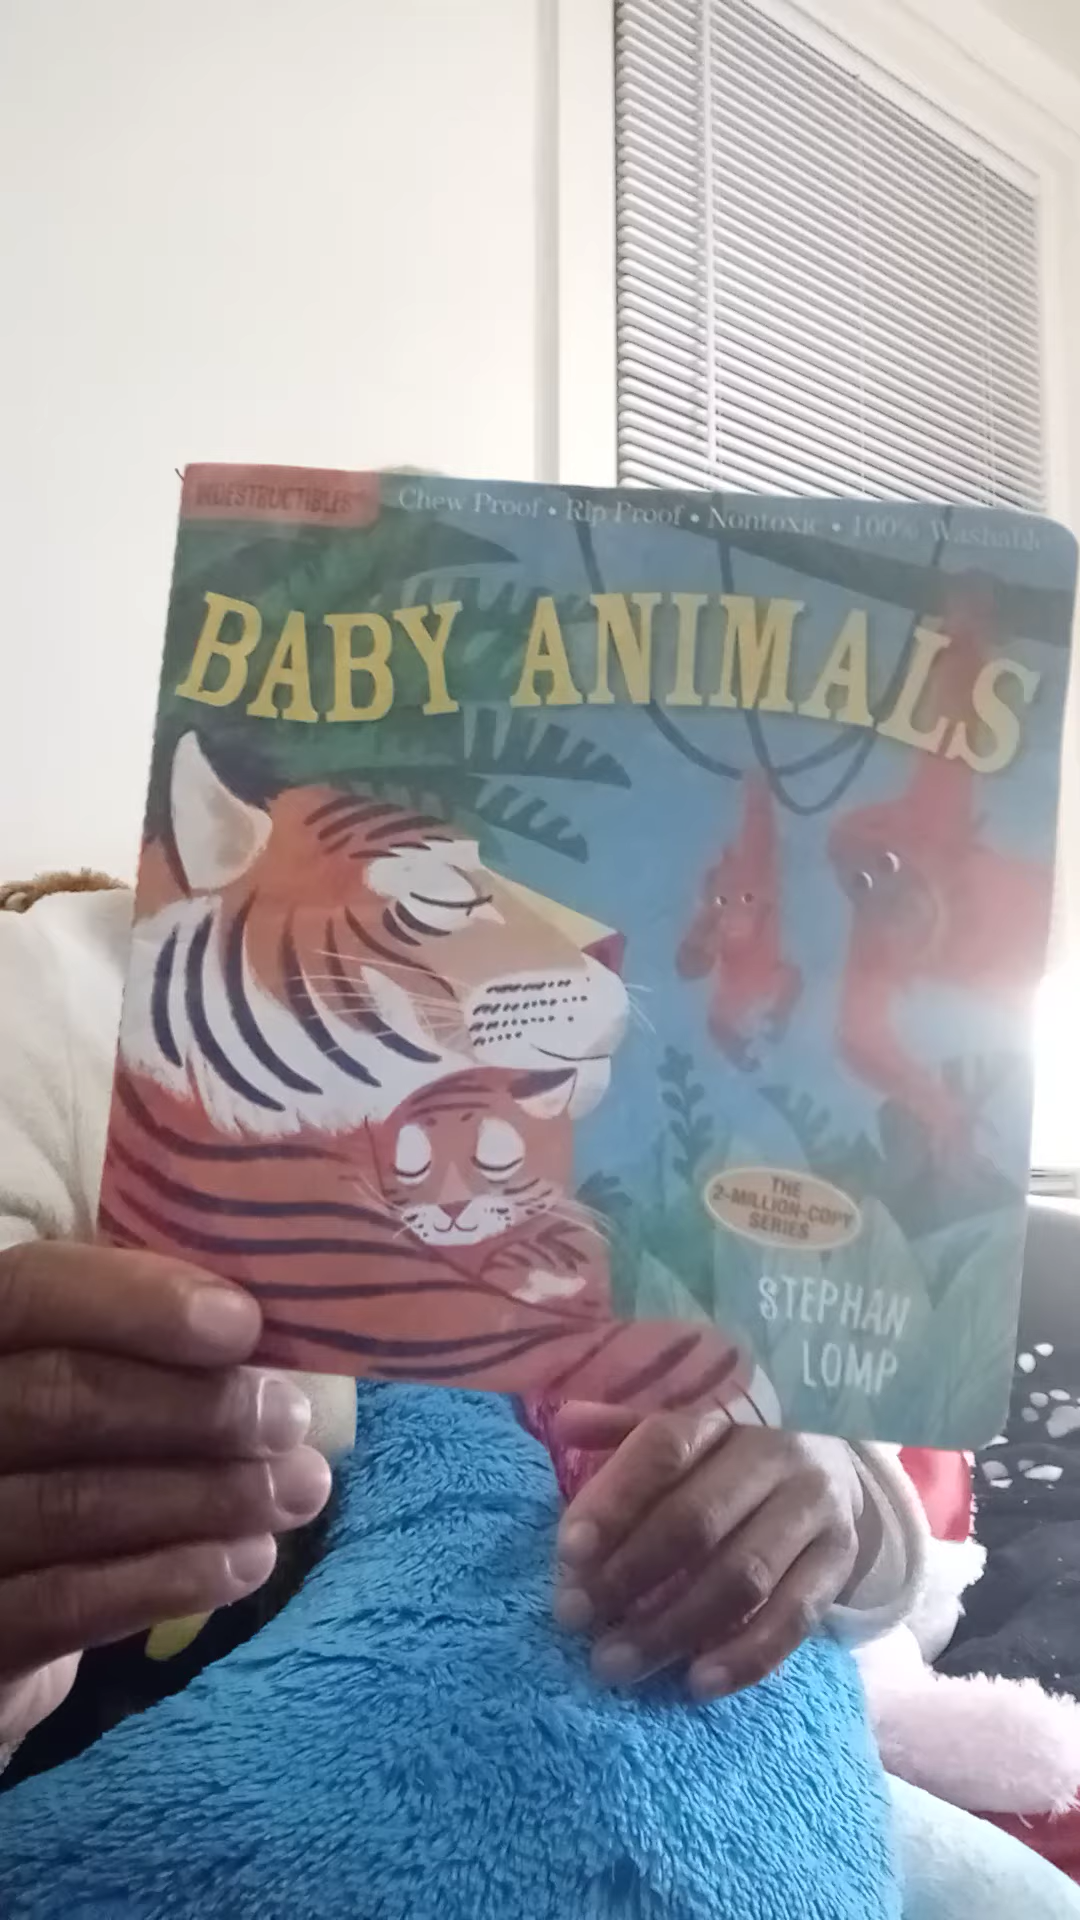 INDESTRUCTIBLES®
Chew Proof • Rip Proof • Nontoxic • 100% Washable
BABY ANIMALS
THE
2-MILLION-COPY
SERIES
STEPHAN
LOMP